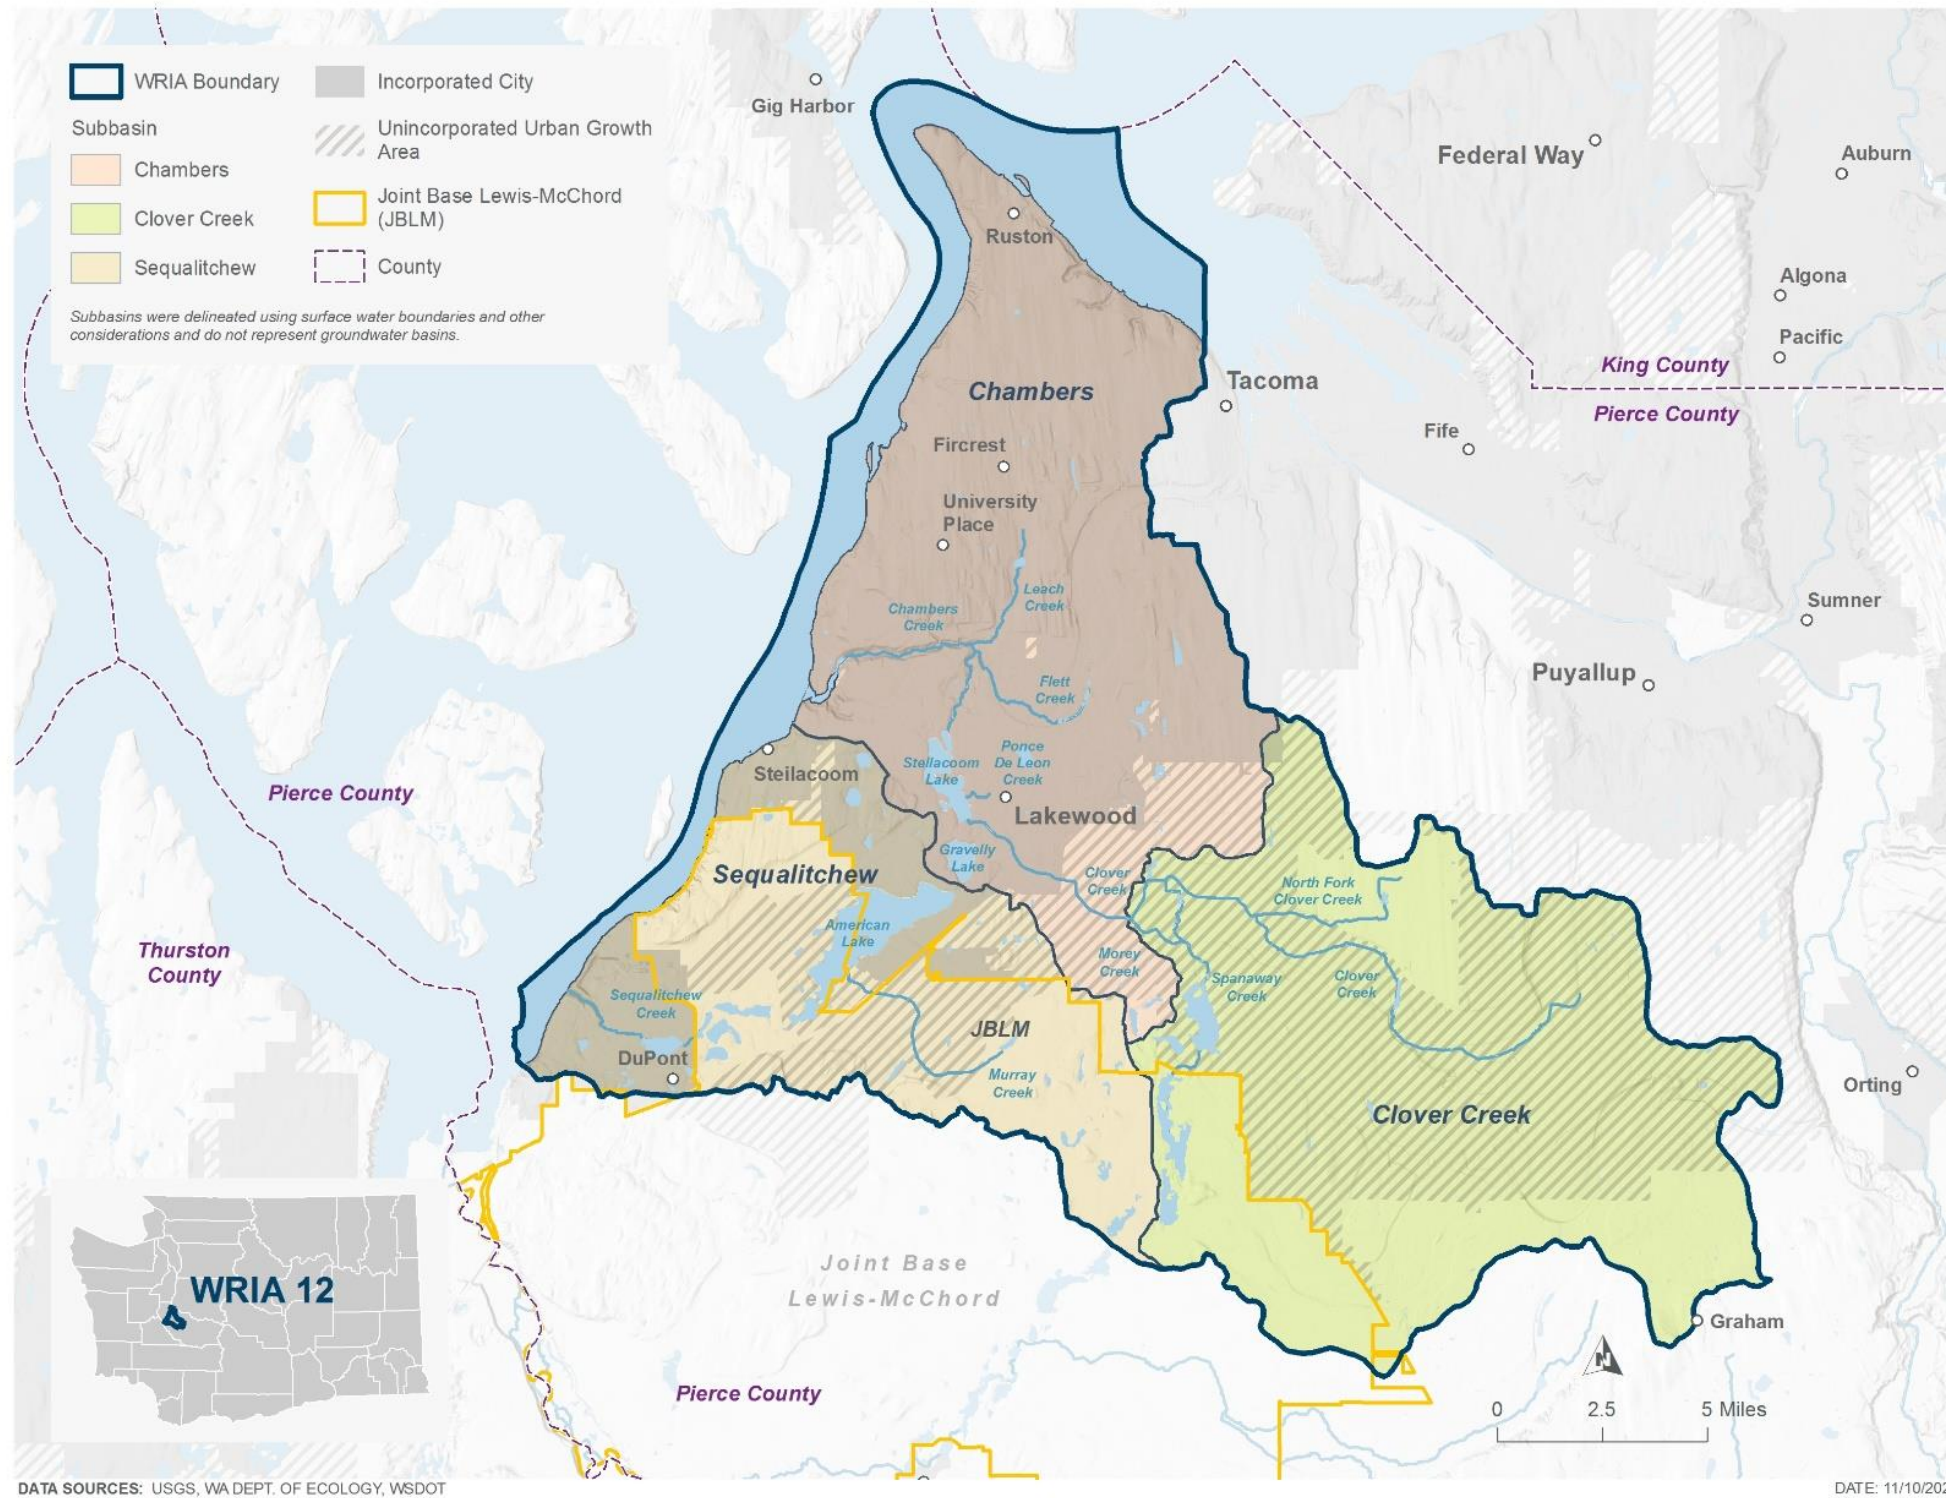 WRIA Boundary
Subbasin
Chambers
Clover Creek
Sequalitchew
Incorporated City
Unincorporated Urban Growth
Area
Joint Base Lewis-McChord
(JBLM)
County
Subbasins were delineated using surface water boundaries and other
considerations and do not represent groundwater basins.
Gig Harbor
Federal Way
Auburn
Ruston
Algona
Pacific
King County
Pierce County
Tacoma
Chambers
Fife
Fircrest
University
Place
Leach
Creek
Chambers
Creek
Sumner
Puyallup
Flett
Creek
Steilacoom
Steilacoom
Lake
Ponce
De Leon
Creek
Lakewood
Pierce County
Gravelly
Lake
Sequalitchew
Clover
Creek
North Fork
Clover Creek
American
Lake
Thurston
County
Morey
Creek
Spanaway
Creek
Clover
Creek
Sequalitchew
Creek
JBLM
DuPont
Murray
Creek
Orting
Clover Creek
Joint Base
Lewis-McChord
WRIA 12
Graham
N
Pierce County
0 2.5 5 Miles
DATA SOURCES: USGS, WA DEPT. OF ECOLOGY, WSDOT
DATE: 11/10/202